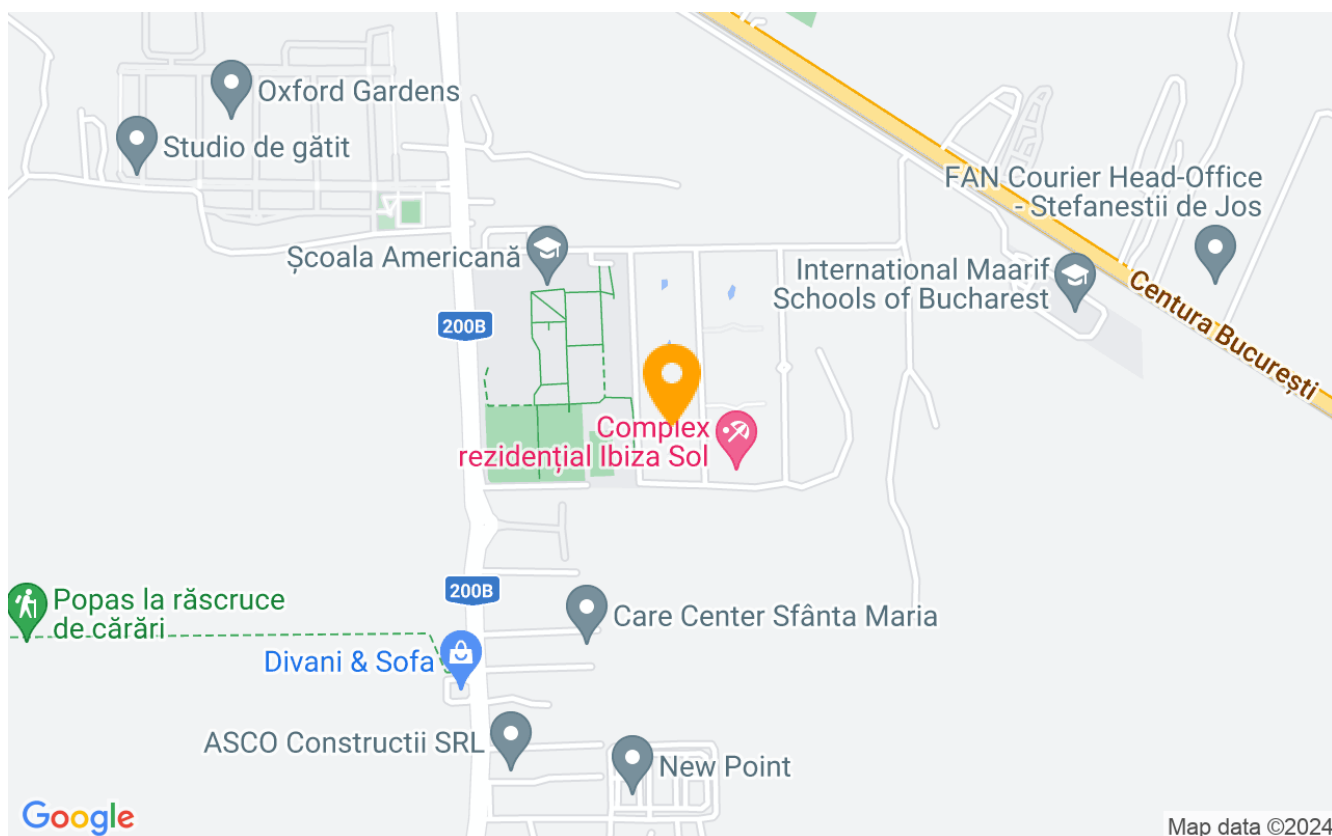 Oxford Gardens
Studio de gătit
FAN Courier Head-Office
- Stefanestii de Jos
Școala Americană
International Maarif
Schools of Bucharest
200B
Centura București
Complex
rezidențial Ibiza Sol
200B
Popas la răscruce
de cărări
Care Center Sfânta Maria
Divani & Sofa
ASCO Constructii SRL
New Point
Google
Map data ©2024